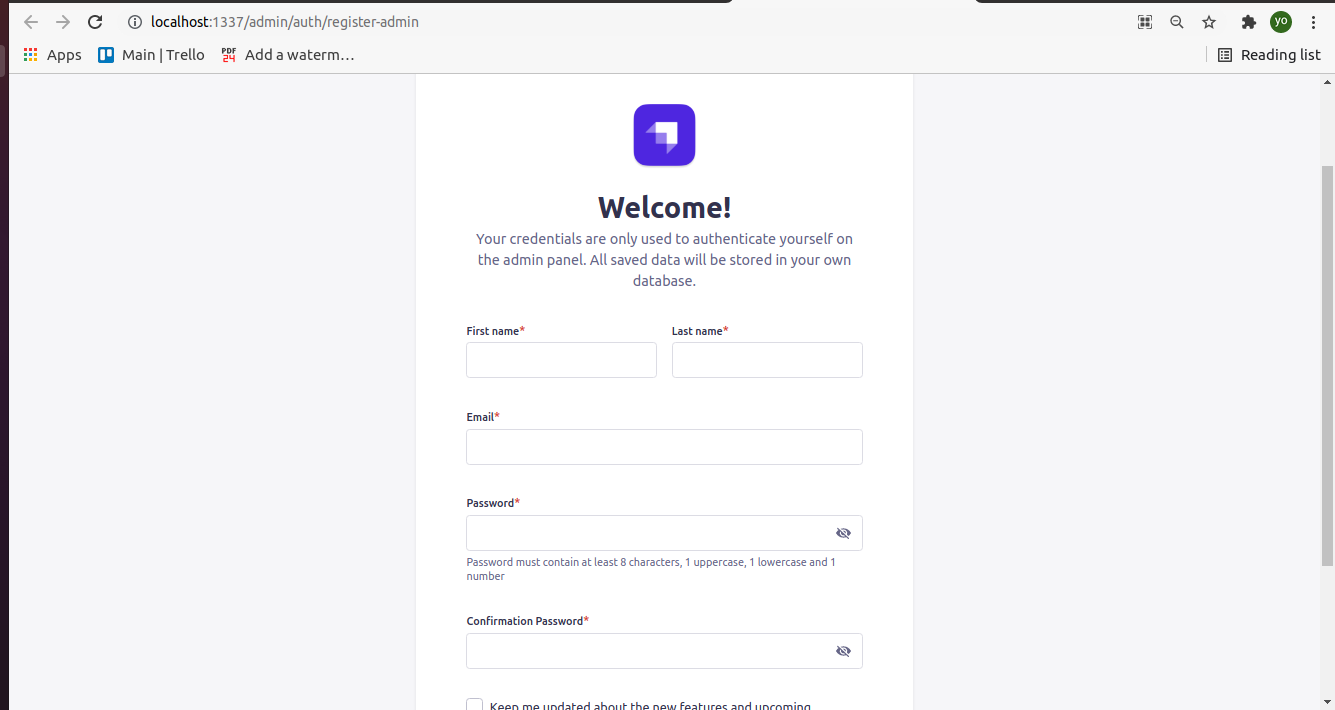 localhost:1337/admin/auth/register-admin
yo
Apps
Main | Trello
PDF
24
Add a waterm...
Reading list
Welcome!
Your credentials are only used to authenticate yourself on
the admin panel. All saved data will be stored in your own
database.
First name*
Last name*
Email*
Password*
Password must contain at least 8 characters, 1 uppercase, 1 lowercase and 1
number
Confirmation Password*
Keep me updated about the new features and upcoming